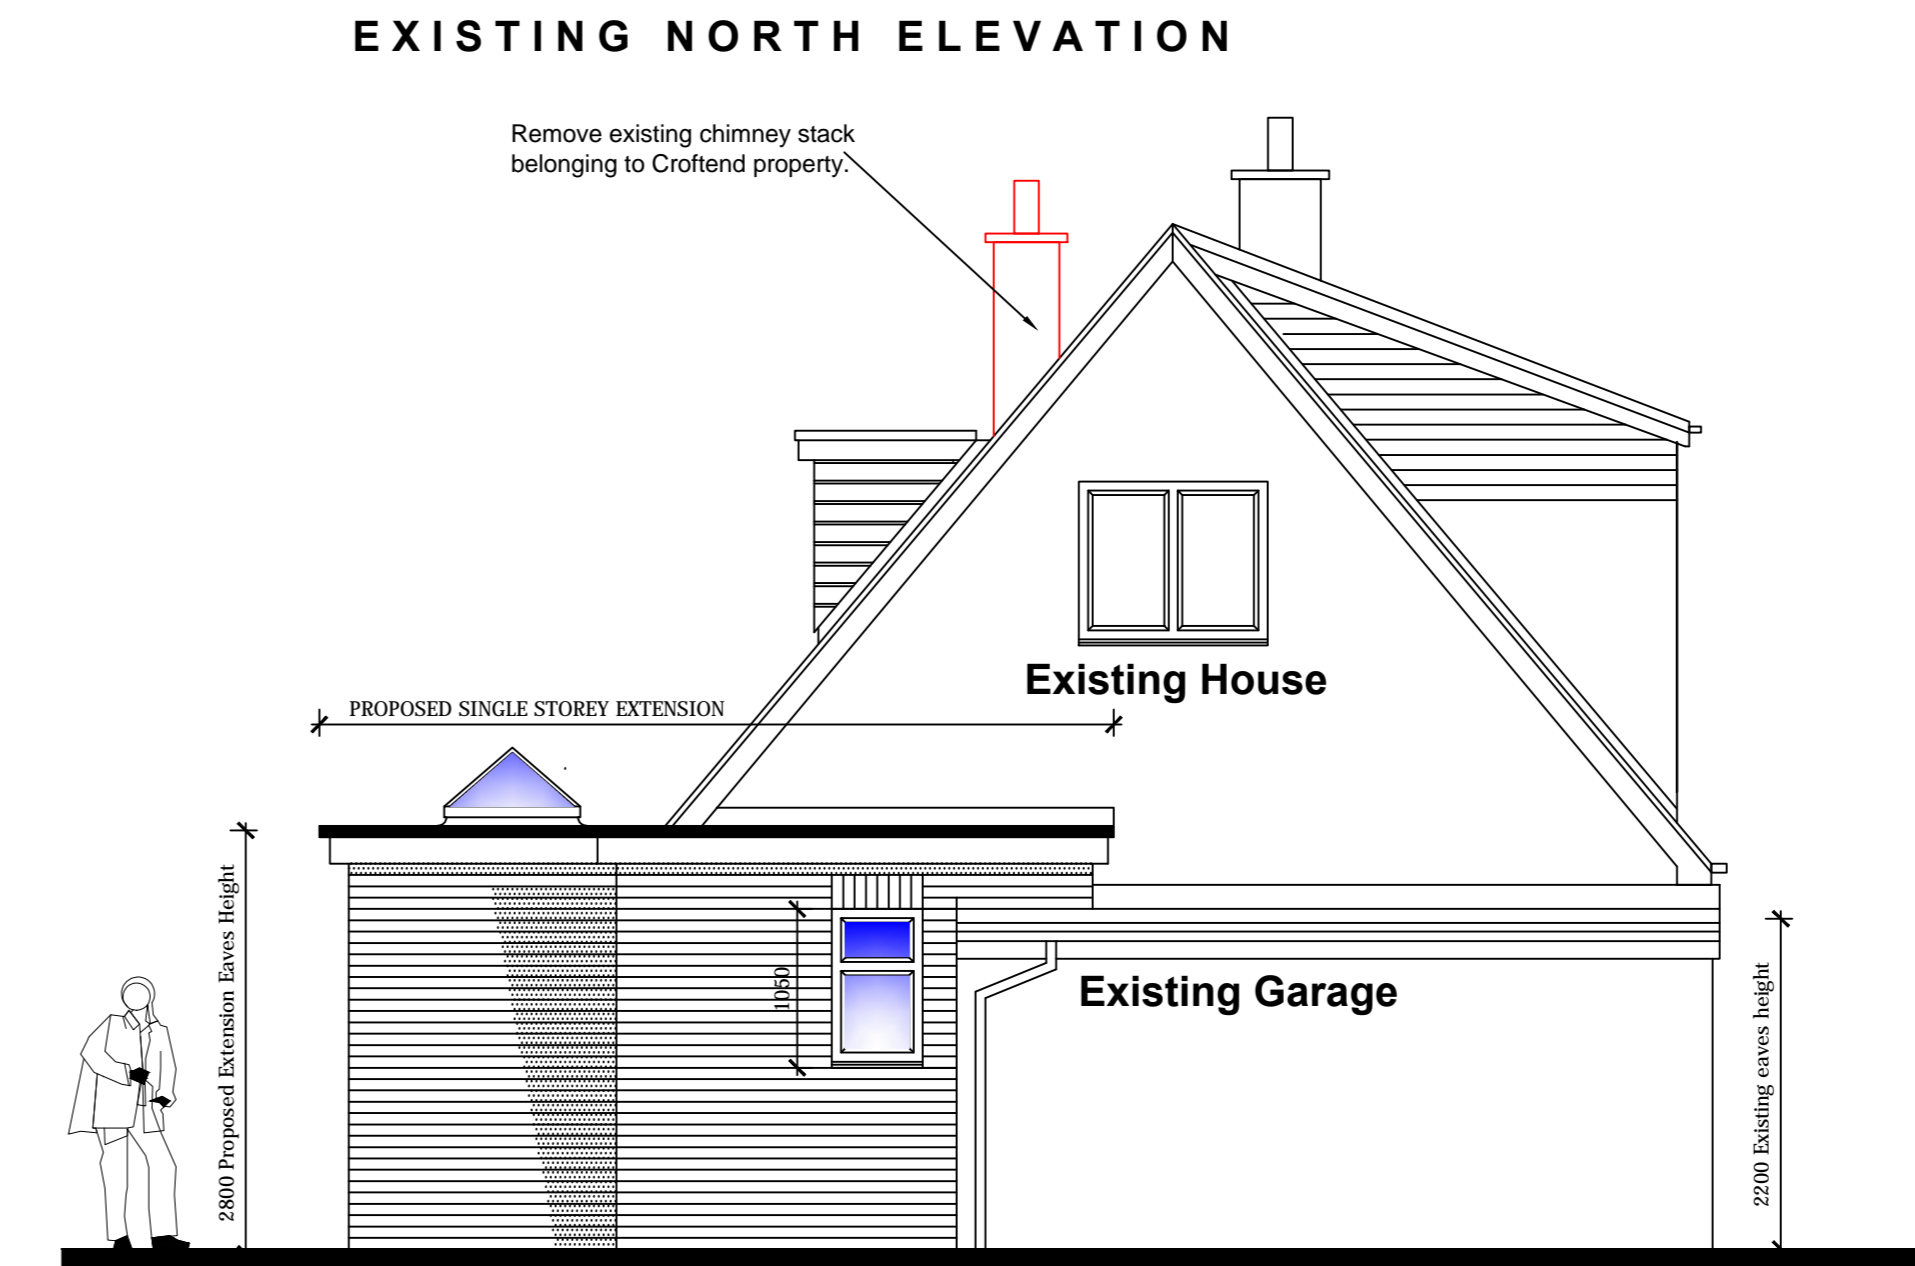 EXISTING NORTH ELEVATION
Remove existing chimney stack
belonging to Croftend property.
Existing House
PROPOSED SINGLE STOREY EXTENSION
2800 Proposed Extension Eaves Height
1050
Existing Garage
2200 Existing eaves height